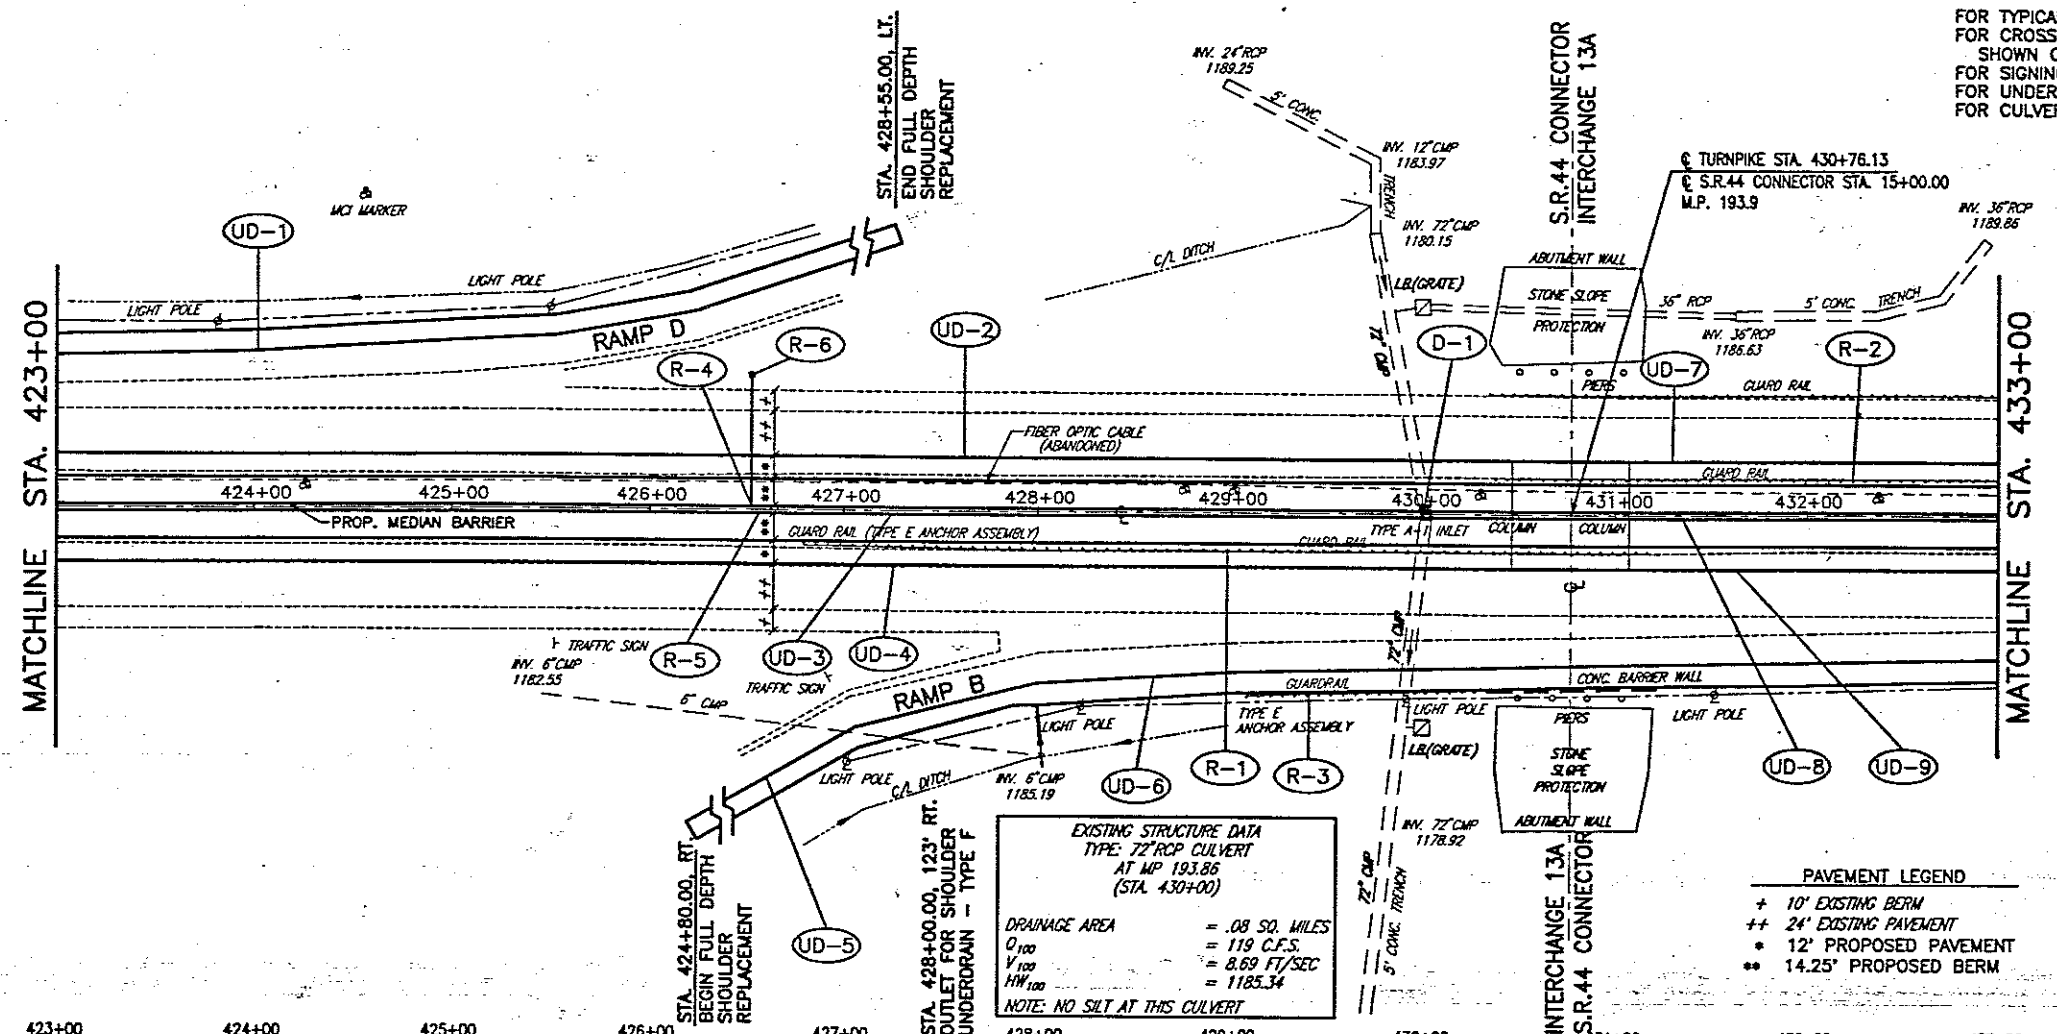 FOR TYPICA
FOR CROSS
SHOWN
FOR SIGNIN
FOR UNDER
FOR CULVE
STA. 428+55.00, LT.
END FULL DEPTH
SHOULDER
REPLACEMENT
INV. 24"RCP
1189.25
5' CONC.
S.R.44 CONNECTOR
INTERCHANGE 13A
INV. 12"CMP
1183.97
TRENCH
℄ TURNPIKE STA. 430+76.13
℄ S.R.44 CONNECTOR STA. 15+00.00
M.P. 193.9
MCI MARKER
UD-1
INV. 72"CMP
1180.15
INV. 36"RCP
1189.86
C/L DITCH
ABUTMENT WALL
LIGHT POLE
LIGHT POLE
I.B.(GRATE)
STONE SLOPE
PROTECTION
36" RCP
5' CONC. TRENCH
INV. 36"RCP
1186.63
RAMP D
R-6
UD-2
72" CMP
D-1
R-2
R-4
UD-7
PIERS
GUARD RAIL
MATCHLINE STA. 423+00
MATCHLINE STA. 433+00
FIBER OPTIC CABLE
(ABANDONED)
GUARD RAIL
424+00
425+00
426+00
427+00
428+00
429+00
430+00
431+00
432+00
PROP. MEDIAN BARRIER
GUARD RAIL (TYPE E ANCHOR ASSEMBLY)
GUARD RAIL
TYPE A-1 INLET
COLUMN
COLUMN
℄
TRAFFIC SIGN
R-5
UD-3
UD-4
72" CMP
INV. 6"CMP
1182.55
TRAFFIC SIGN
RAMP B
GUARDRAIL
CONC. BARRIER WALL
6" CMP
LIGHT POLE
TYPE E
ANCHOR ASSEMBLY
LIGHT POLE
PIERS
LIGHT POLE
I.B.(GRATE)
STONE
SLOPE
PROTECTION
LIGHT POLE
C/L DITCH
INV. 6"CMP
1185.19
UD-6
R-1
R-3
UD-8
UD-9
ABUTMENT WALL
INV. 72"CMP
1178.92
STA. 424+80.00, RT.
BEGIN FULL DEPTH
SHOULDER
REPLACEMENT
UD-5
STA. 428+00.00, 123' RT.
OUTLET FOR SHOULDER
UNDERDRAIN - TYPE F
EXISTING STRUCTURE DATA
TYPE: 72"RCP CULVERT
AT MP 193.86
(STA. 430+00)
DRAINAGE AREA = .08 SQ. MILES
Q100 = 119 C.F.S.
V100 = 8.69 FT/SEC
HW100 = 1185.34
NOTE: NO SILT AT THIS CULVERT
72" CMP
5' CONC. TRENCH
INTERCHANGE 13A
S.R.44 CONNECTOR
PAVEMENT LEGEND
+ 10' EXISTING BERM
++ 24' EXISTING PAVEMENT
* 12' PROPOSED PAVEMENT
** 14.25' PROPOSED BERM
423+00
424+00
425+00
426+00
427+00
428+00
429+00